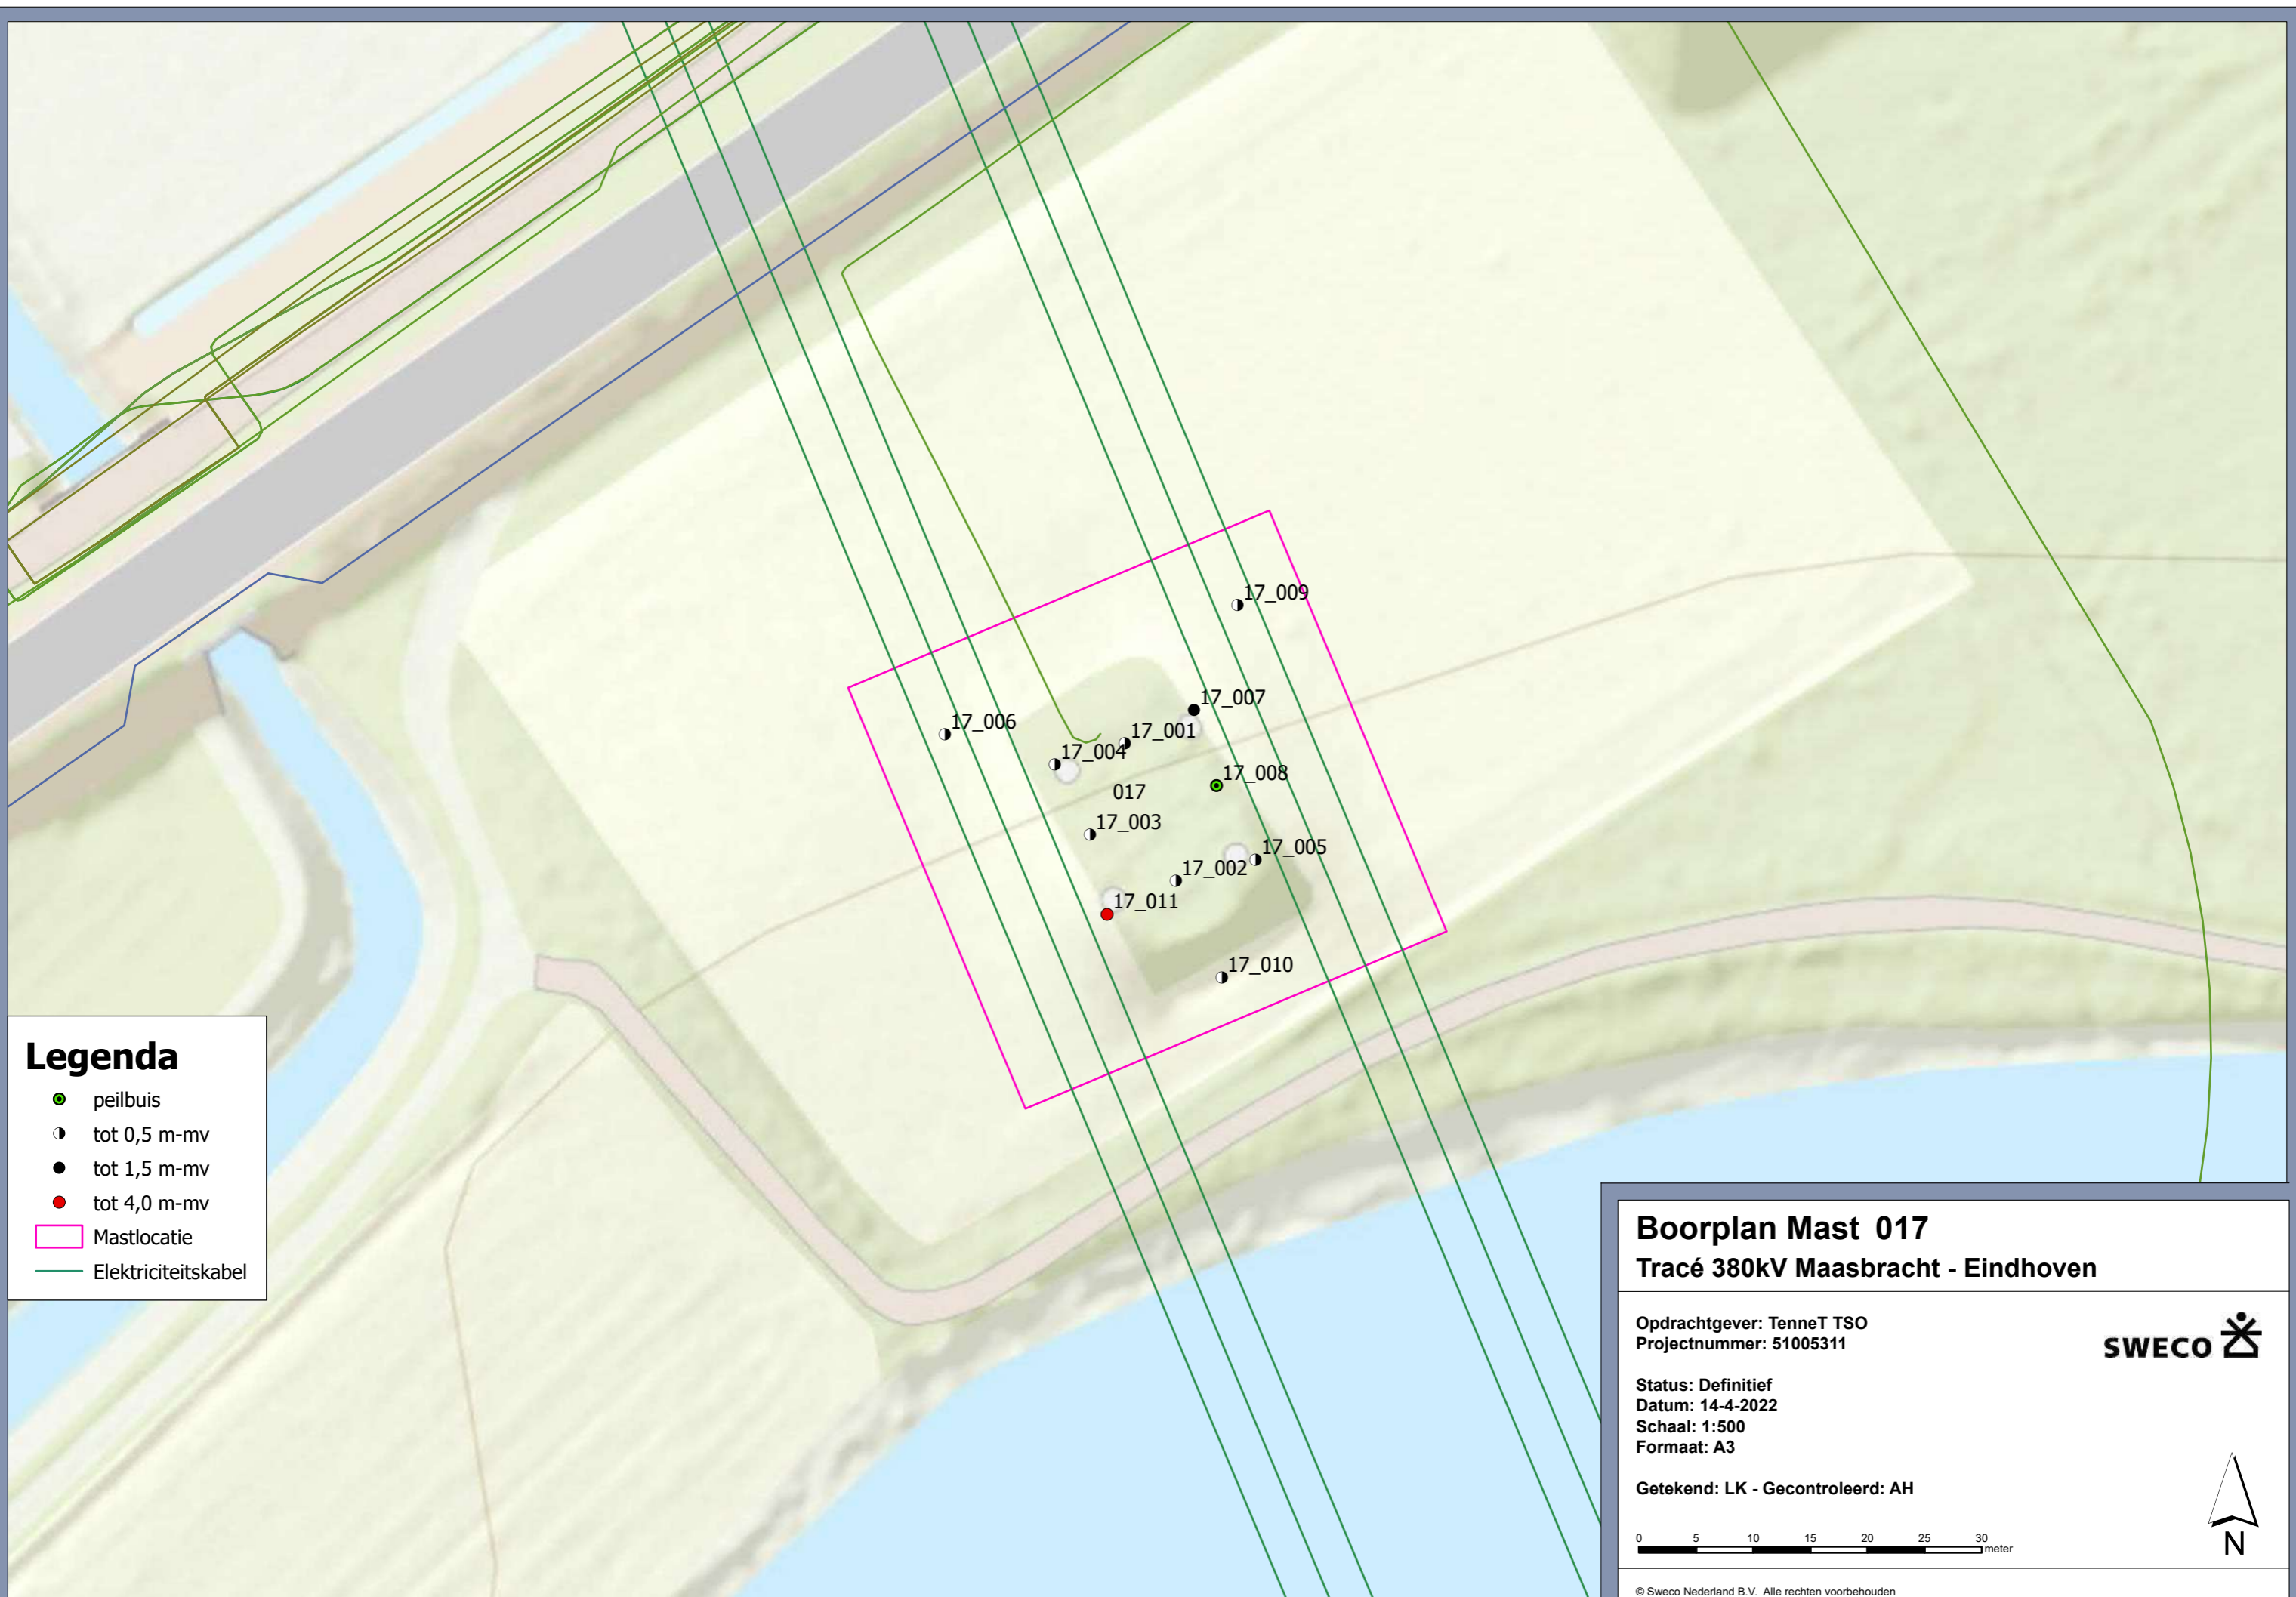 17_009
17_007
17_006
17_001
17_004
17_008
017
17_003
17_005
17_002
17_011
17_010
Legenda
peilbuis
tot 0,5 m-mv
tot 1,5 m-mv
tot 4,0 m-mv
Mastlocatie
Elektriciteitskabel
Boorplan Mast 017
Tracé 380kV Maasbracht - Eindhoven
Opdrachtgever: TenneT TSO
Projectnummer: 51005311
SWECO
Status: Definitief
Datum: 14-4-2022
Schaal: 1:500
Formaat: A3
Getekend: LK - Gecontroleerd: AH
N
0 5 10 15 20 25 30
meter
© Sweco Nederland B.V. Alle rechten voorbehouden